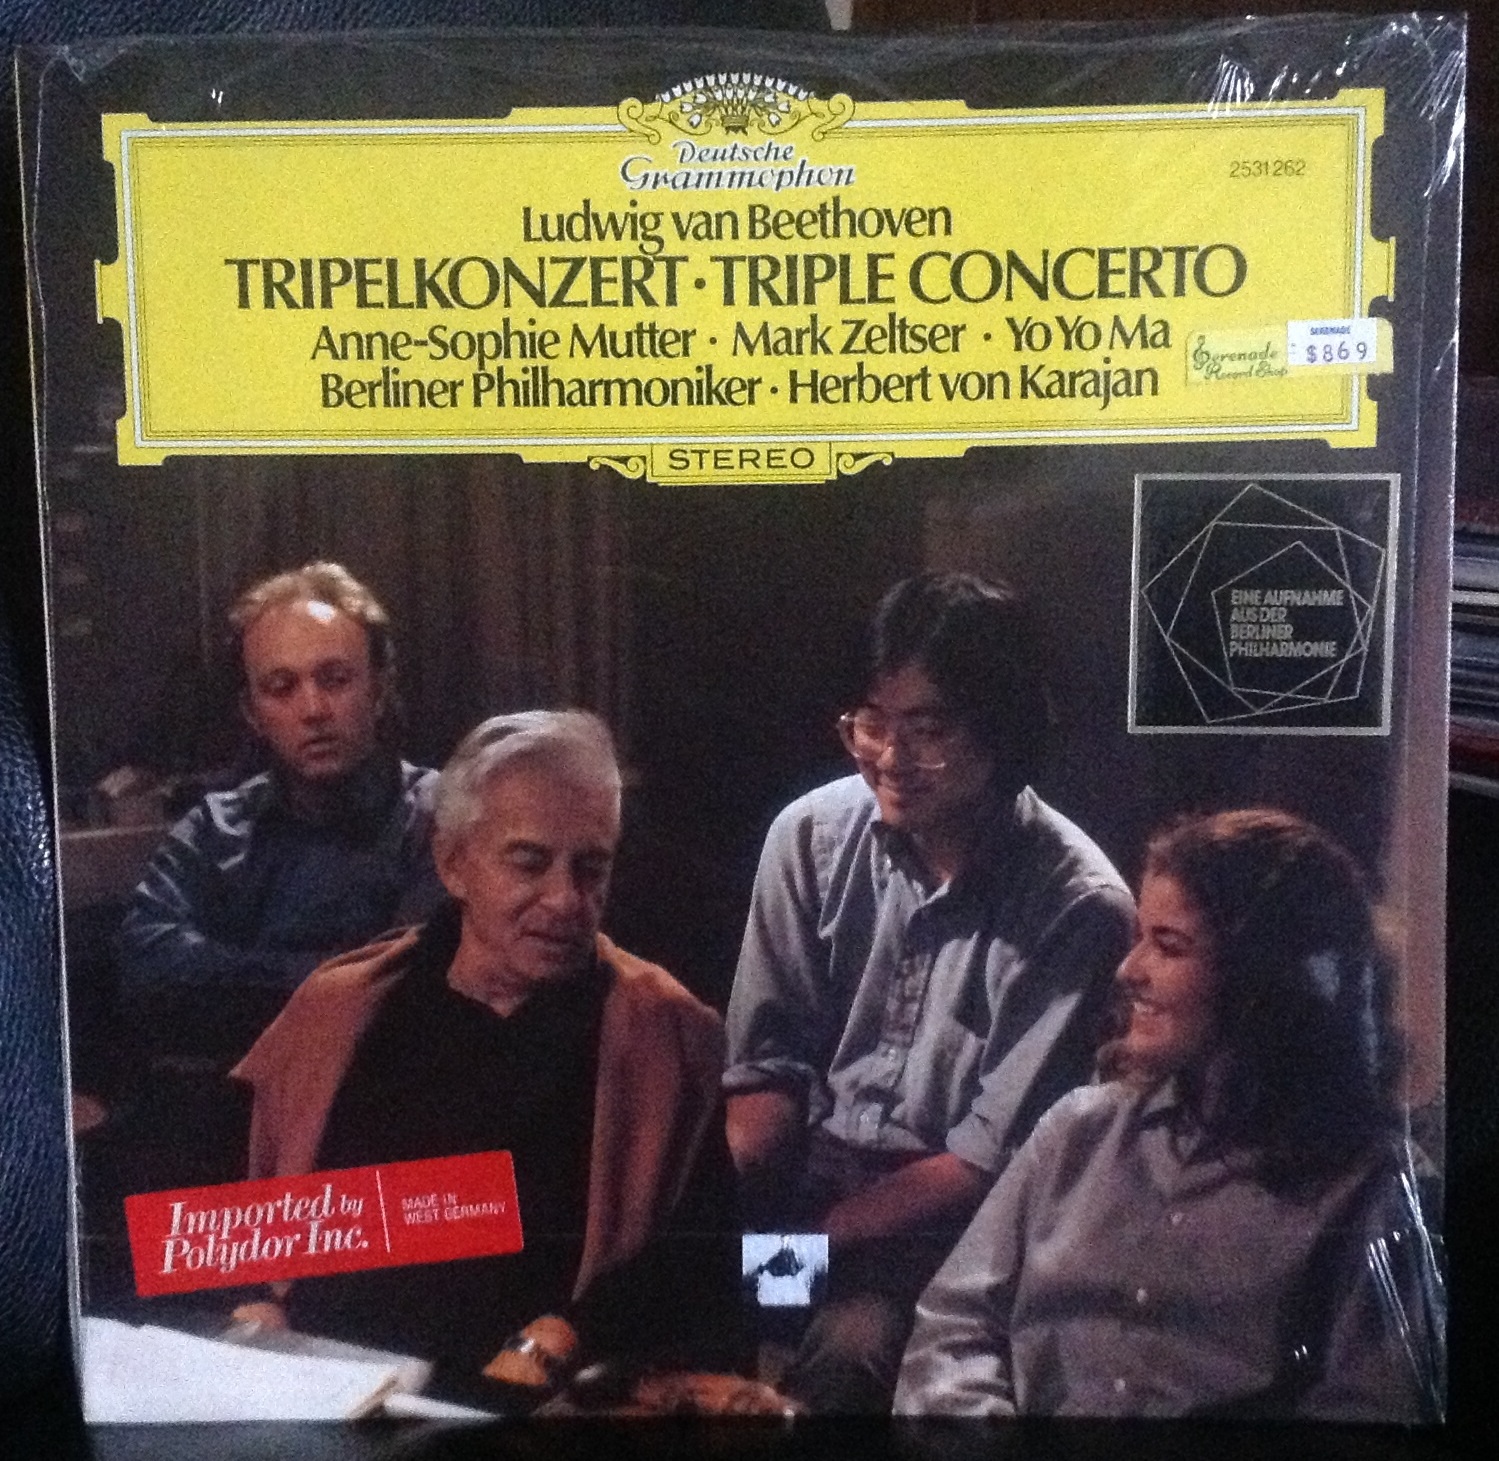 Deutsche
Grammophon
2531262
Ludwig van Beethoven
TRIPELKONZERT · TRIPLE CONCERTO
Anne-Sophie Mutter · Mark Zeltser · Yo Yo Ma
Berliner Philharmoniker · Herbert von Karajan
Serenade
Record Shop
SERENADE
$869
STEREO
EINE AUFNAHME
AUS DER
BERLINER
PHILHARMONIE
Imported by
Polydor Inc.
MADE IN
WEST GERMANY